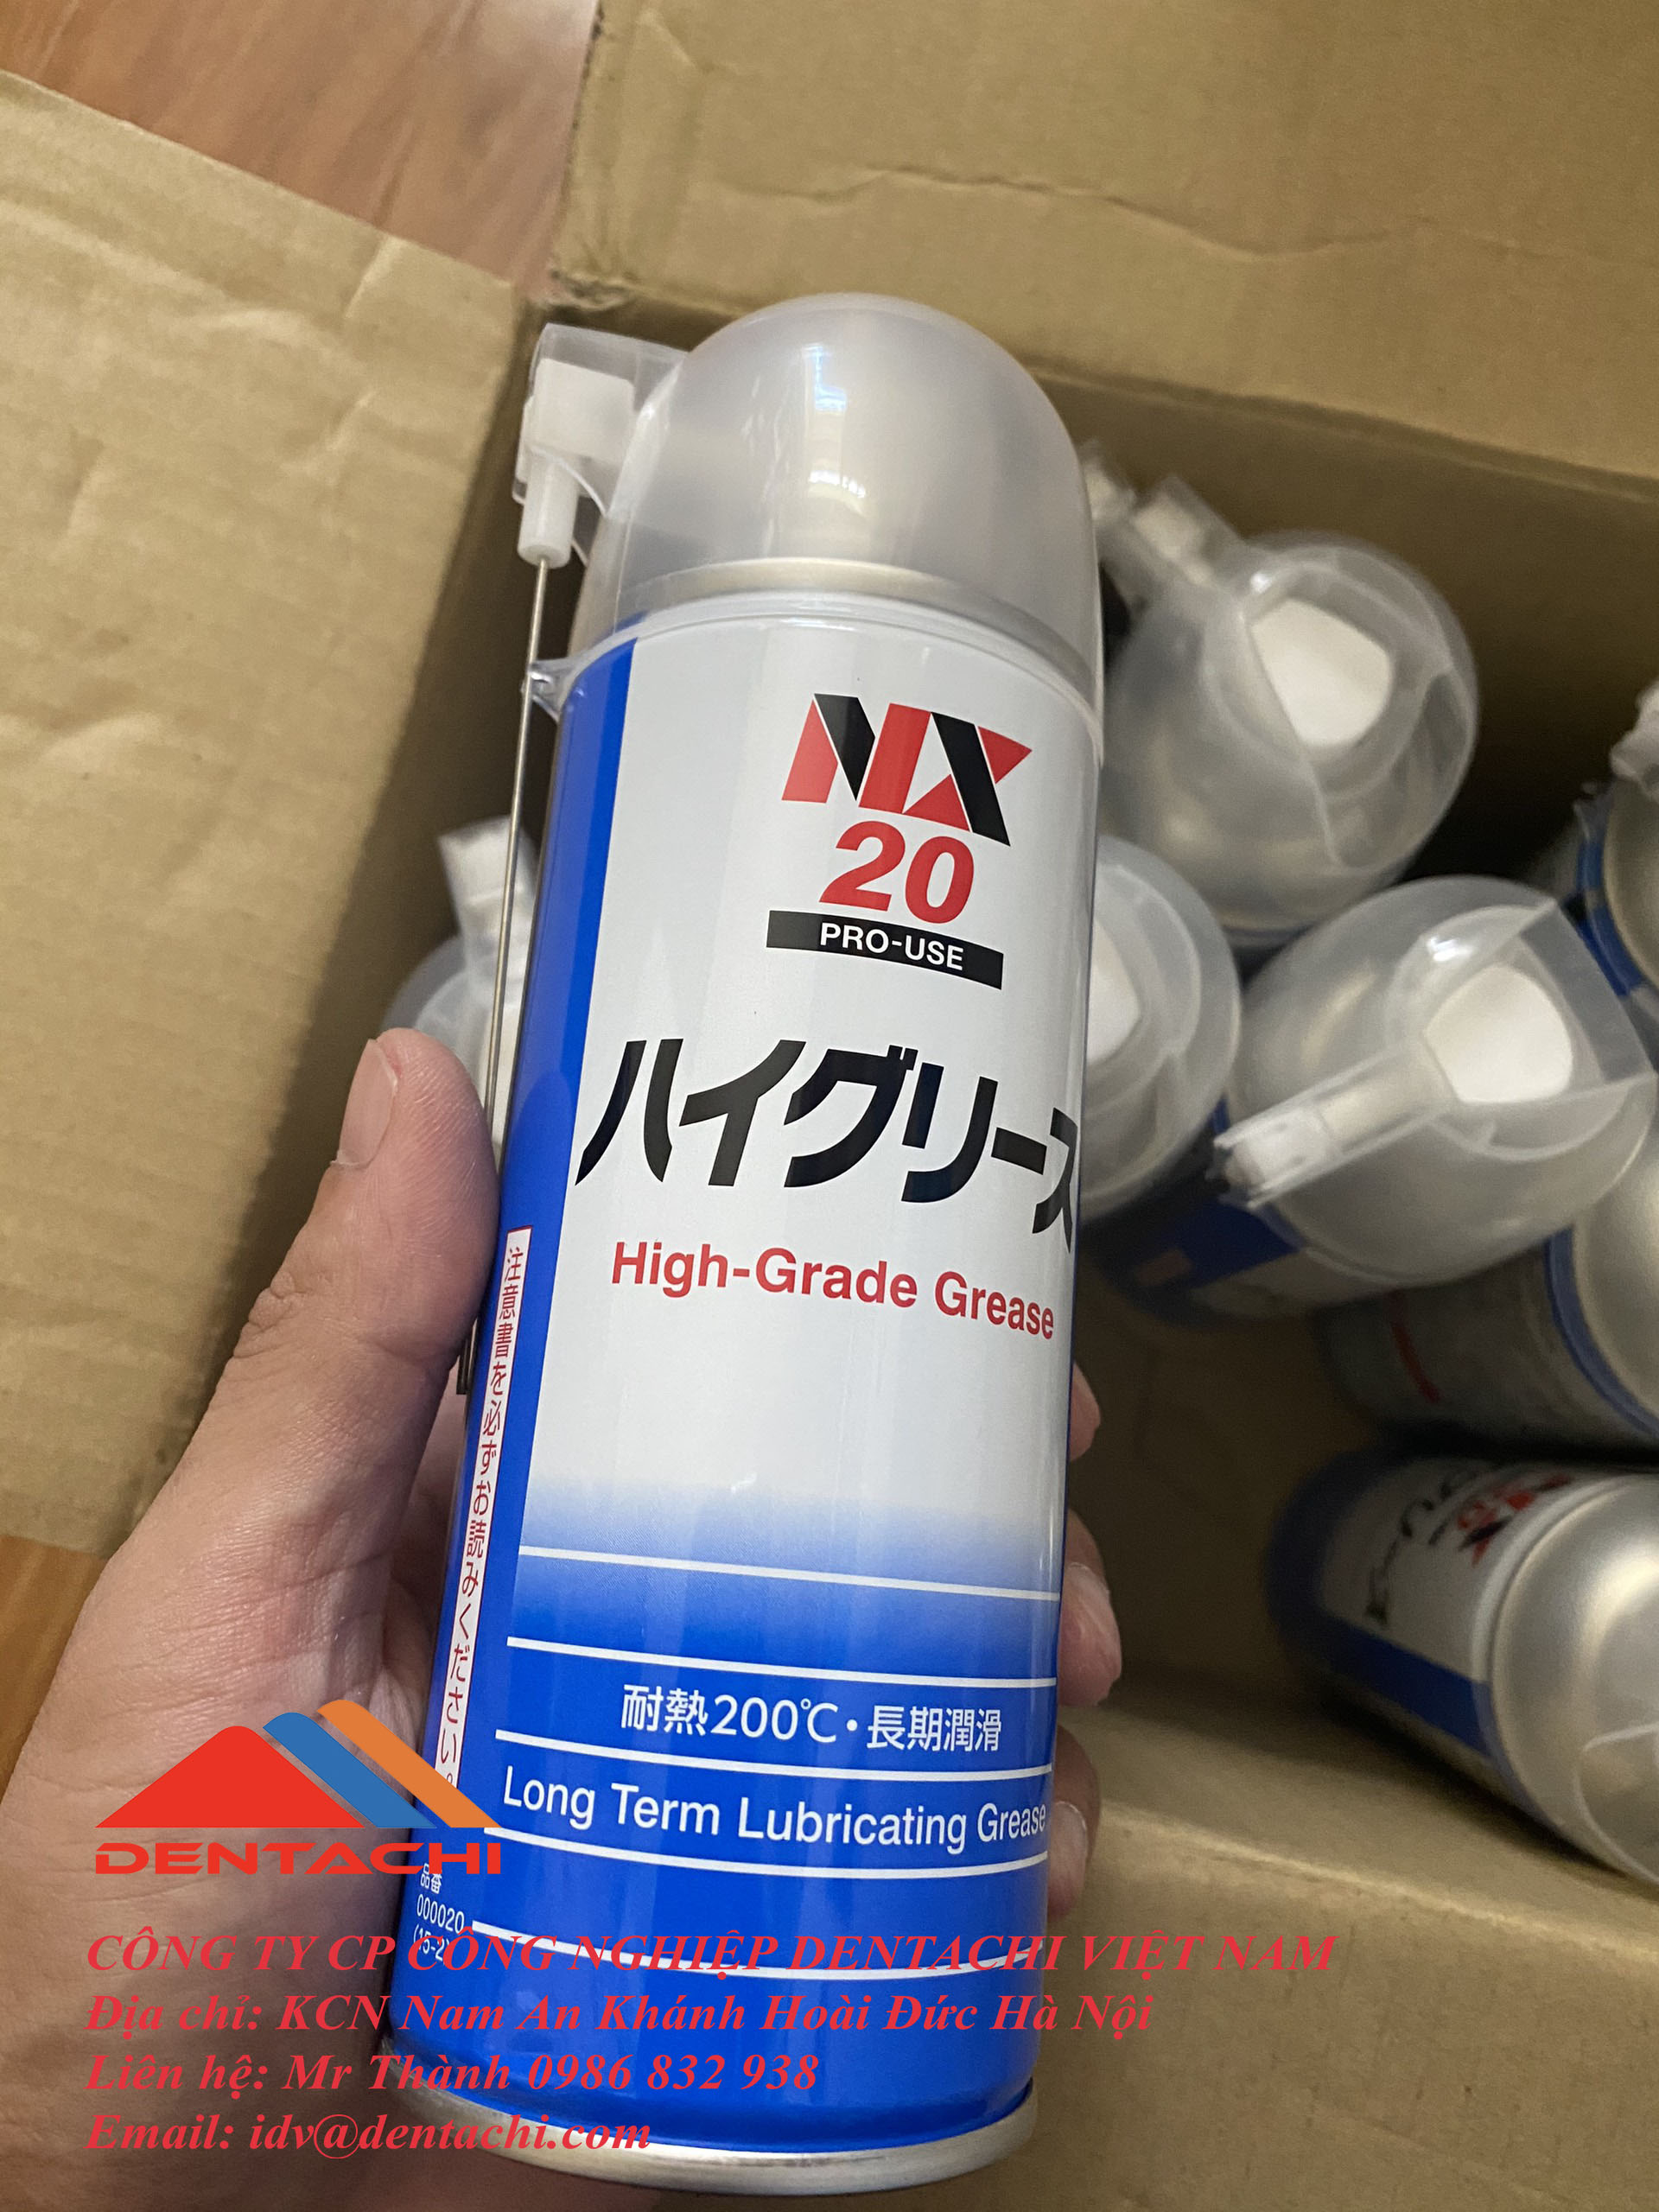 NX
20
PRO-USE
ハイグリース
High-Grade Grease
注意書を必ずお読みください。
耐熱200℃・長期潤滑
Long Term Lubricating Grease
品番
000020
(15-2)
DENTACHI
CÔNG TY CP CÔNG NGHIỆP DENTACHI VIỆT NAM
Địa chỉ: KCN Nam An Khánh Hoài Đức Hà Nội
Liên hệ: Mr Thành 0986 832 938
Email: idv@dentachi.com